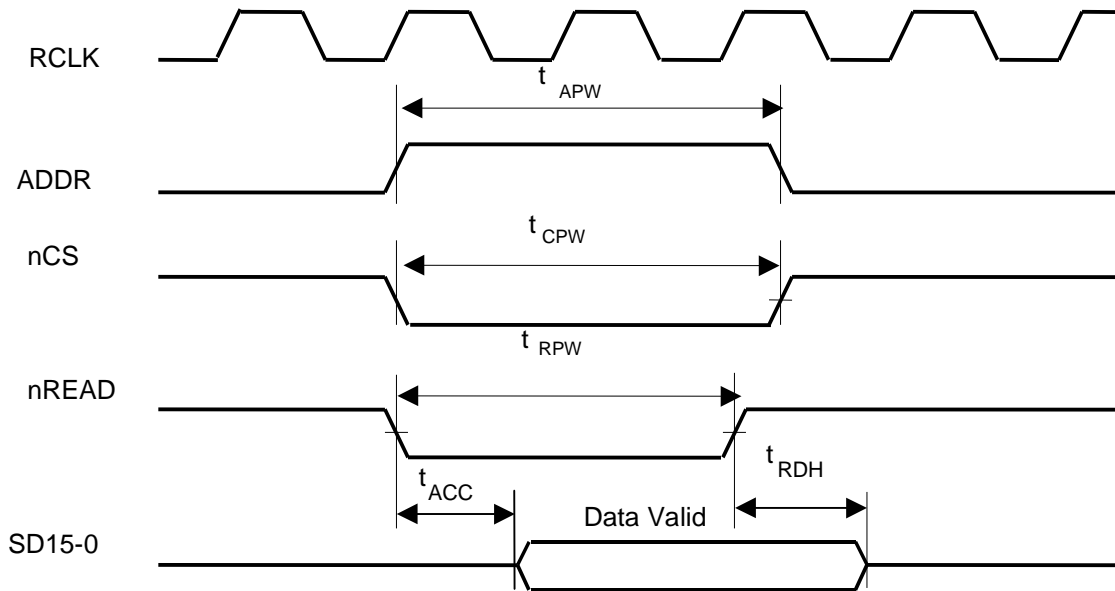 RCLK
t APW
ADDR
t CPW
nCS
t RPW
nREAD
t ACC
t RDH
Data Valid
SD15-0